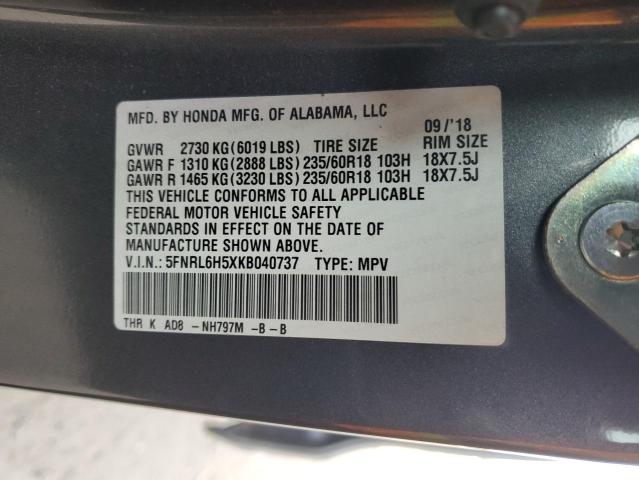 MFD. BY HONDA MFG. OF ALABAMA, LLC
09/'18
GVWR 2730 KG(6019 LBS) TIRE SIZE RIM SIZE
GAWR F 1310 KG(2888 LBS)235/60R18 103H 18X7.5J
GAWR R 1465 KG(3230 LBS)235/60R18 103H 18X7.5J
THIS VEHICLE CONFORMS TO ALL APPLICABLE
FEDERAL MOTOR VEHICLE SAFETY
STANDARDS IN EFFECT ON THE DATE OF
MANUFACTURE SHOWN ABOVE.
V.I.N.: 5FNRL6H5XKB040737 TYPE: MPV
THR K AD8 -NH797M -B-B